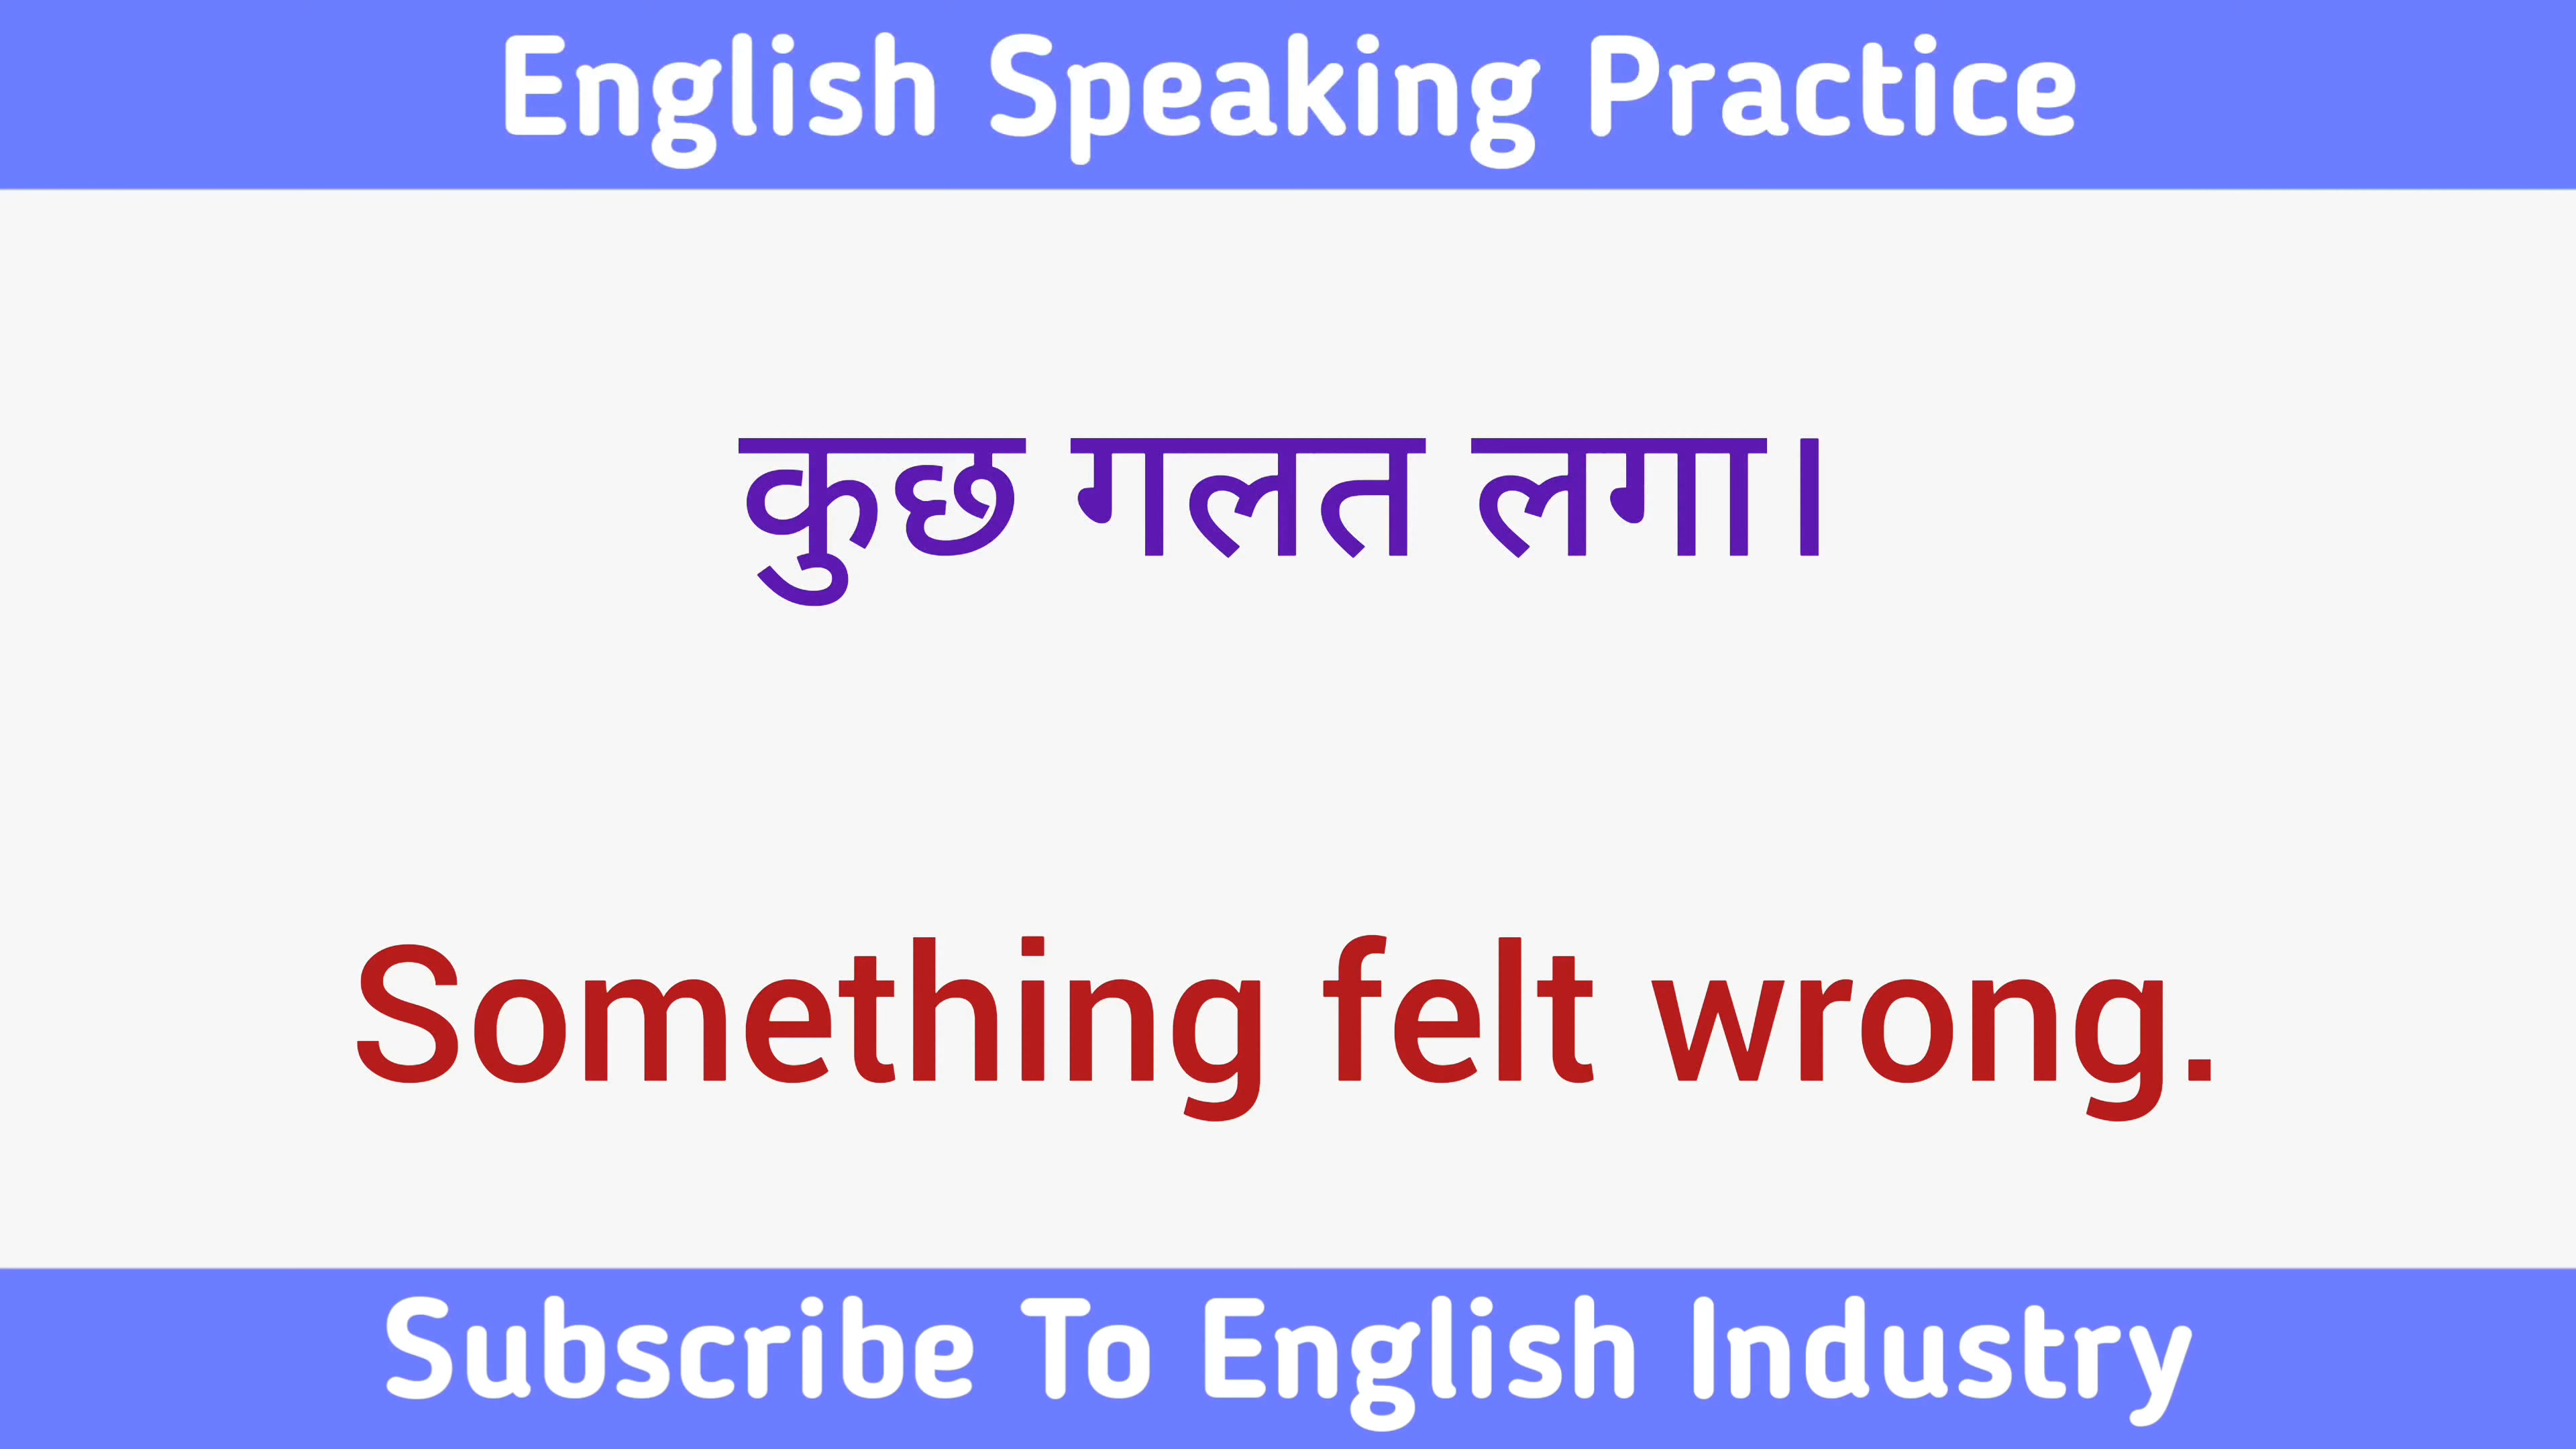 English Speaking Practice
कुछ गलत लगा।
Something felt wrong.
Subscribe To English Industry